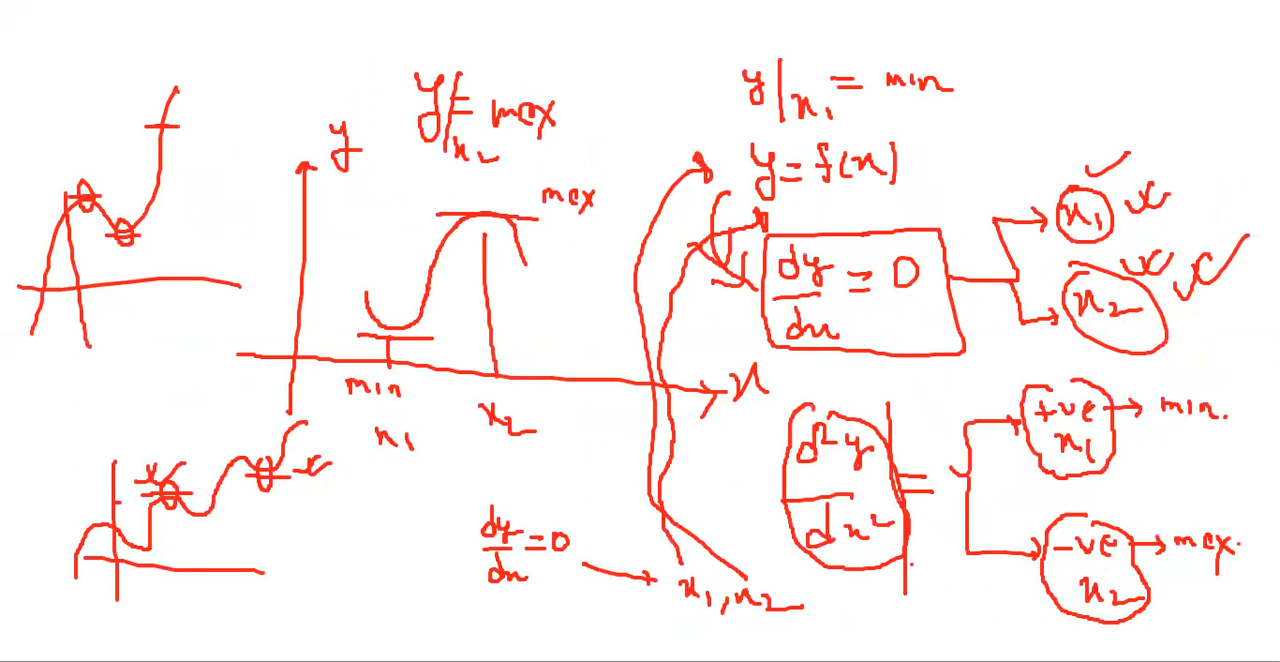 y
y|x₂ = max
max
min
x₁
x₂
x
dy/dx = 0
x₁, x₂
y|x₁ = min
y = f(x)
dy/dx = 0
x₁
x₂
d²y/dx² =
+ve → min.
x₁
-ve → max.
x₂